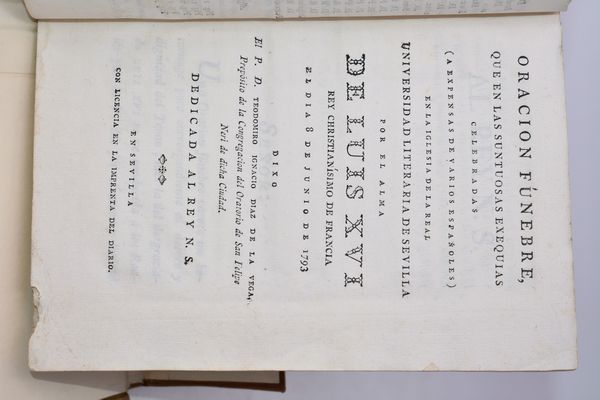 ORACION FÚNEBRE,
QUE EN LAS SUNTUOSAS EXEQUIAS
CELEBRADAS
(A EXPENSAS DE VARIOS ESPAÑOLES)
EN LA IGLESIA DE LA REAL
UNIVERSIDAD LITERARIA DE SEVILLA
POR EL ALMA
DE LUIS XVI
REY CHRISTIANÍSIMO DE FRANCIA
EL DIA 8 DE JUNIO DE 1793
DIXO
El P. D. TEODOMIRO IGNACIO DIAZ DE LA VEGA,
Prepósito de la Congregacion del Oratorio de San Felipe
Neri de dicha Ciudad.
DEDICADA AL REY N. S.
EN SEVILLA
CON LICENCIA EN LA IMPRENTA DEL DIARIO.